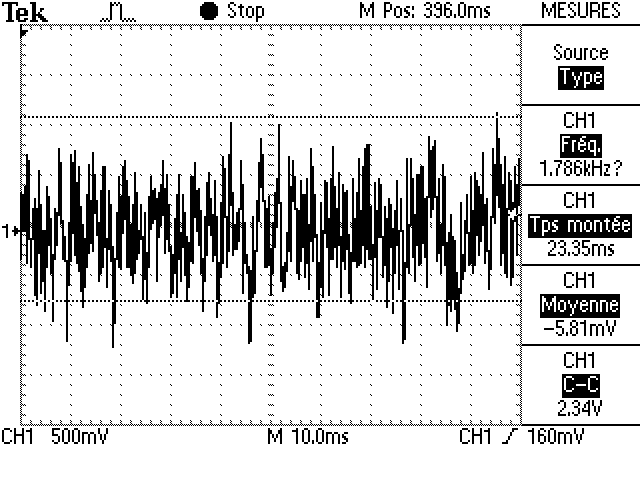 Tek Stop M Pos: 396.0ms MESURES
Source
Type
CH1
Fréq.
1.786kHz?
CH1
Tps montée
23.35ms
CH1
Moyenne
-5.81mV
CH1
C-C
2.34V
1
CH1 500mV M 10.0ms CH1 160mV